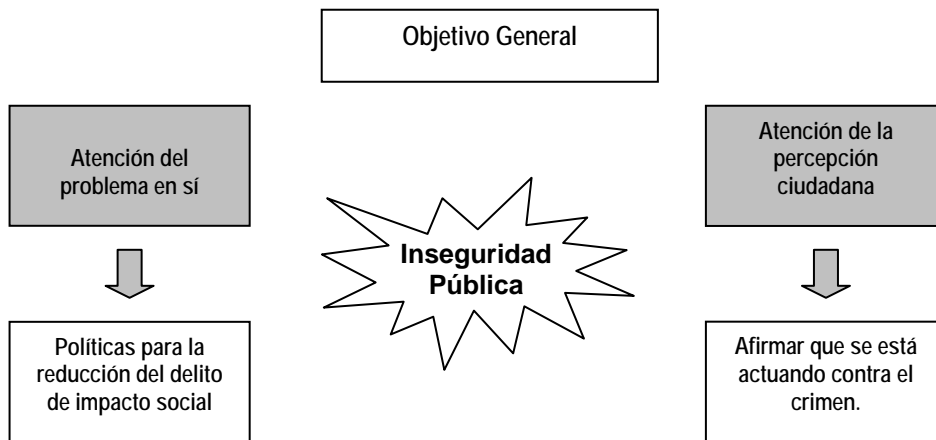 Objetivo General
Atención del
problema en sí
Atención de la
percepción
ciudadana
Inseguridad
Pública
Políticas para la
reducción del delito
de impacto social
Afirmar que se está
actuando contra el
crimen.